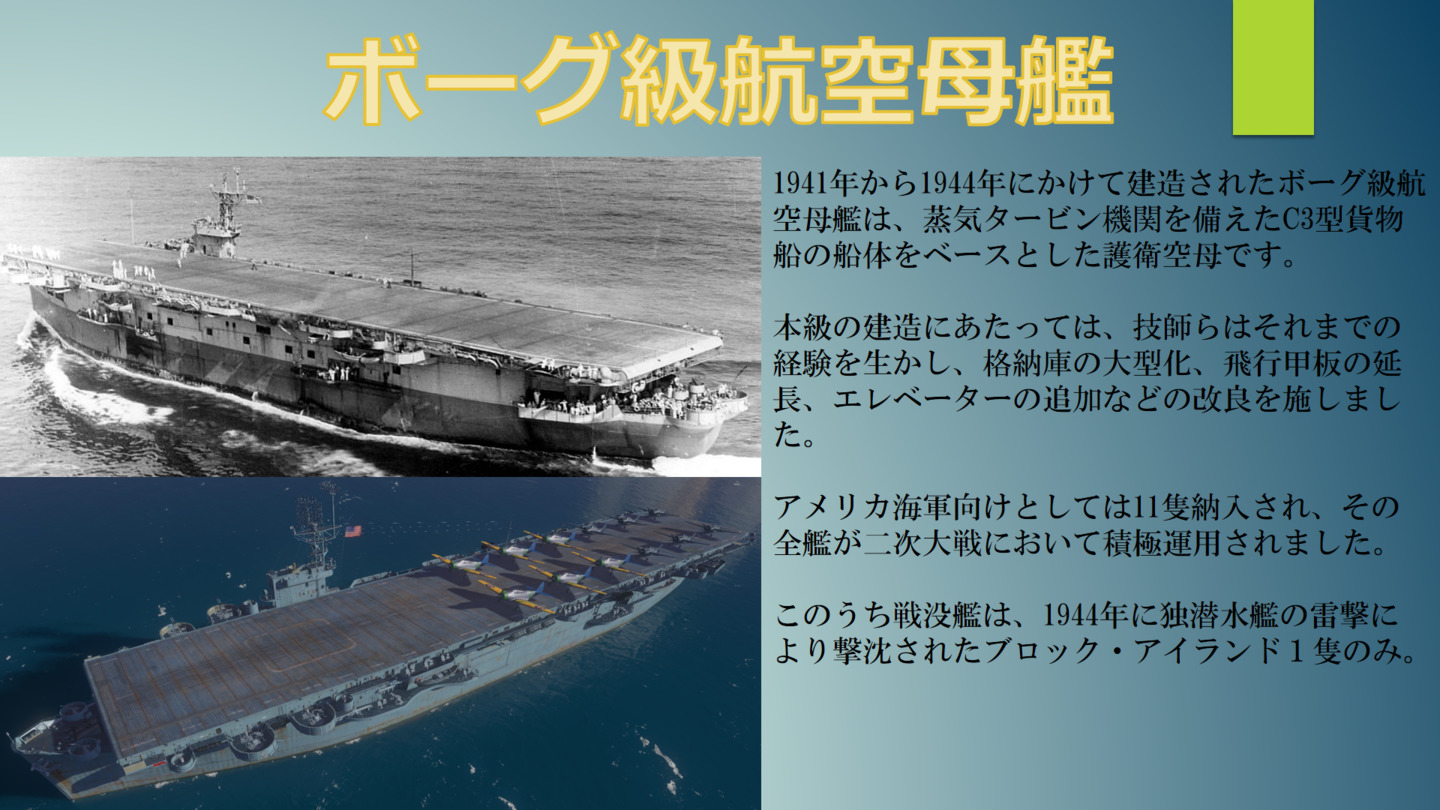 ボーグ級航空母艦
1941年から1944年にかけて建造されたボーグ級航
空母艦は、蒸気タービン機関を備えたC3型貨物
船の船体をベースとした護衛空母です。
本級の建造にあたっては、技師らはそれまでの
経験を生かし、格納庫の大型化、飛行甲板の延
長、エレベーターの追加などの改良を施しまし
た。
アメリカ海軍向けとしては11隻納入され、その
全艦が二次大戦において積極運用されました。
このうち戦没艦は、1944年に独潜水艦の雷撃に
より撃沈されたブロック・アイランド１隻のみ。